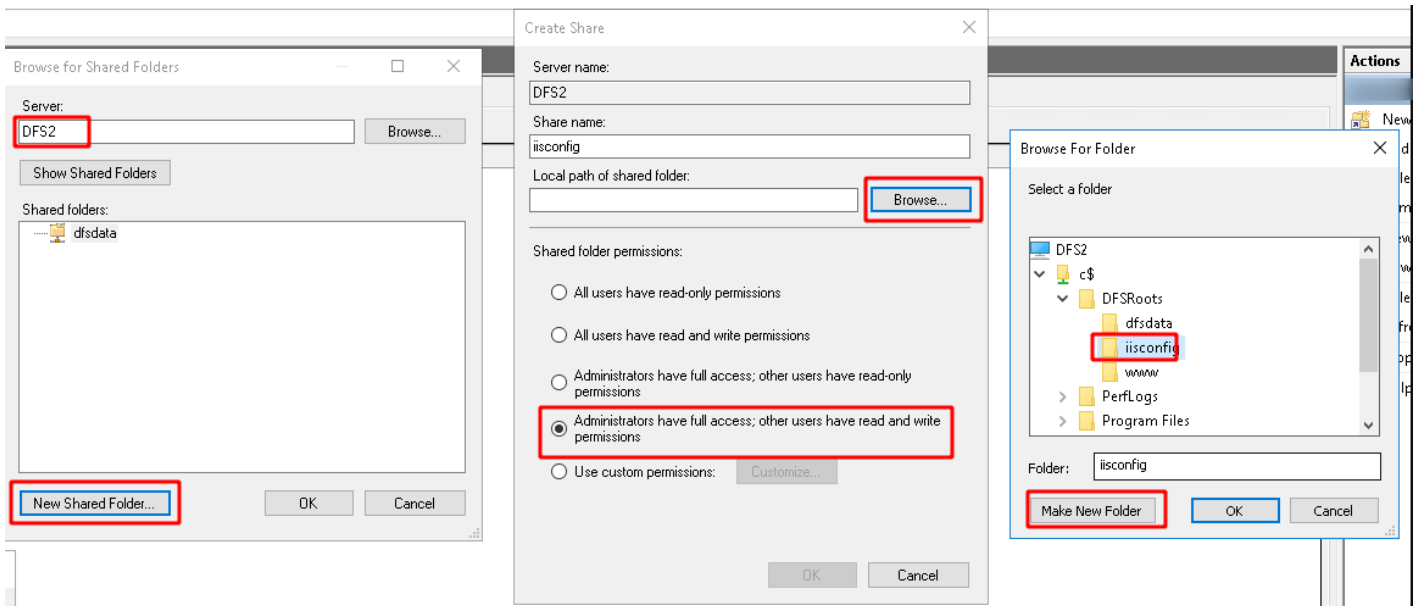 Browse for Shared Folders
Server:
DFS2
Browse...
Show Shared Folders
Shared folders:
dfsdata
New Shared Folder...
OK
Cancel
Create Share
Server name:
DFS2
Share name:
iisconfig
Local path of shared folder:
Browse...
Shared folder permissions:
All users have read-only permissions
All users have read and write permissions
Administrators have full access; other users have read-only
permissions
Administrators have full access; other users have read and write
permissions
Use custom permissions:
Customize...
OK
Cancel
Actions
New
Browse For Folder
Select a folder
DFS2
c$
DFSRoots
dfsdata
iisconfig
www
PerfLogs
Program Files
Folder:
iisconfig
Make New Folder
OK
Cancel